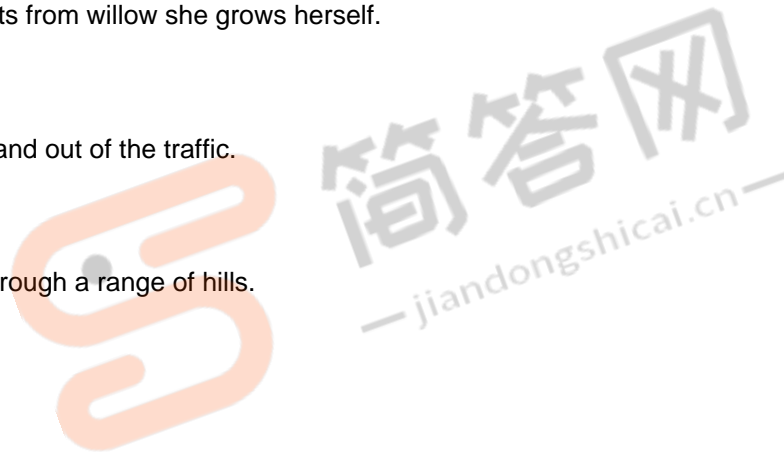 ts from willow she grows herself.
and out of the traffic.
rough a range of hills.
简答网
jiandongshicai.cn